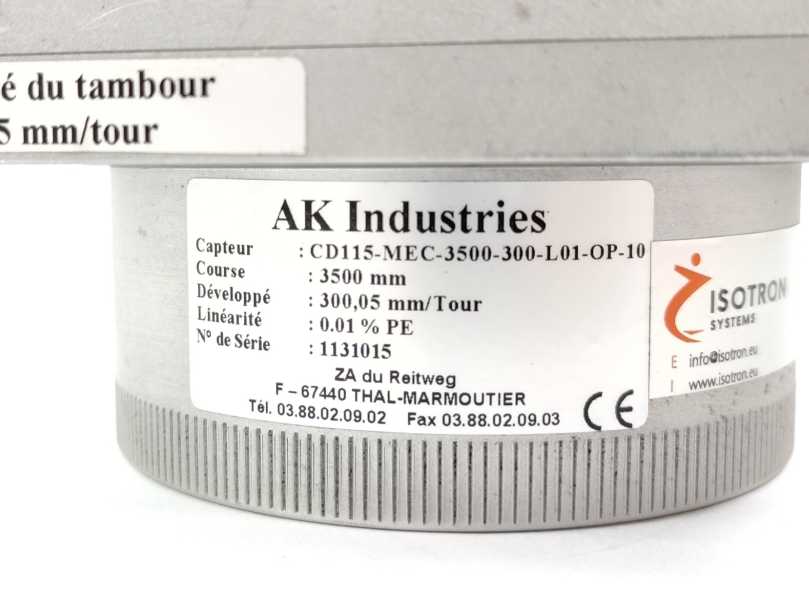 é du tambour
5 mm/tour
AK Industries
Capteur : CD115-MEC-3500-300-L01-OP-10
Course : 3500 mm
Développé : 300,05 mm/Tour
Linéarité : 0.01 % PE
N° de Série : 1131015
ZA du Reitweg
F – 67440 THAL-MARMOUTIER
Tél. 03.88.02.09.02 Fax 03.88.02.09.03
CE
ISOTRON
SYSTEMS
E info@isotron.eu
I www.isotron.eu